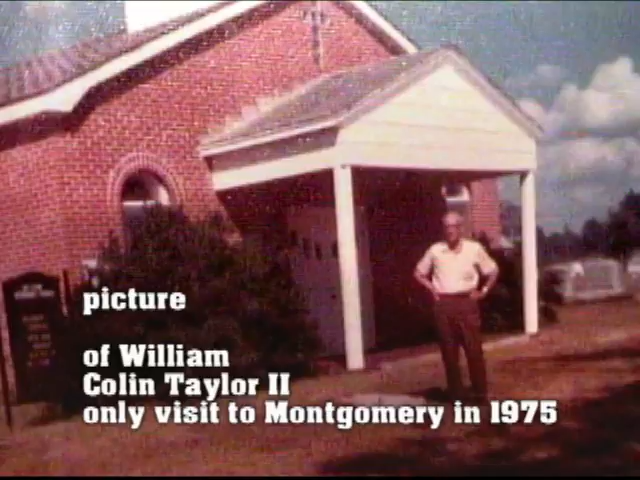 picture
of William
Colin Taylor II
only visit to Montgomery in 1975